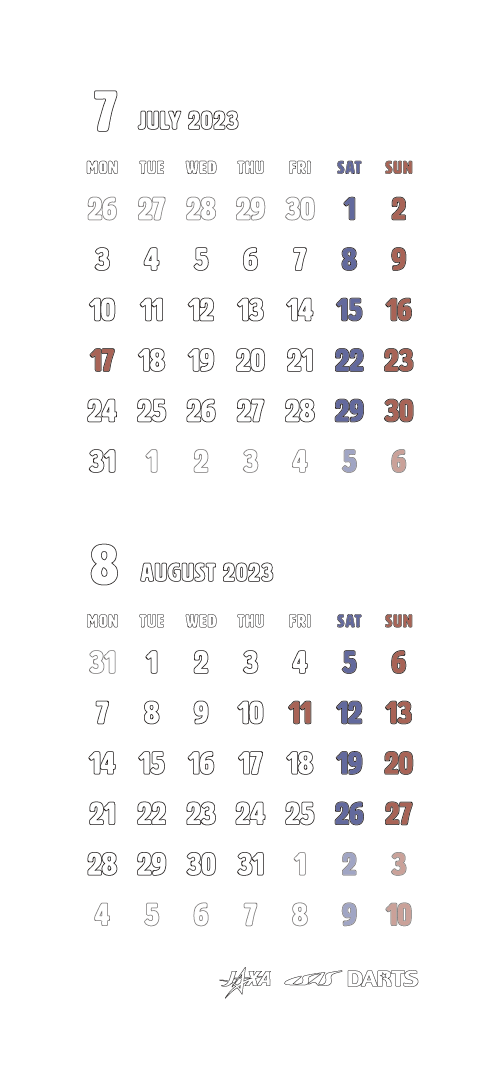 7 JULY 2023
MON TUE WED THU FRI SAT SUN
26 27 28 29 30 1 2
3 4 5 6 7 8 9
10 11 12 13 14 15 16
17 18 19 20 21 22 23
24 25 26 27 28 29 30
31 1 2 3 4 5 6
8 AUGUST 2023
MON TUE WED THU FRI SAT SUN
31 1 2 3 4 5 6
7 8 9 10 11 12 13
14 15 16 17 18 19 20
21 22 23 24 25 26 27
28 29 30 31 1 2 3
4 5 6 7 8 9 10
JAXA ISAS DARTS